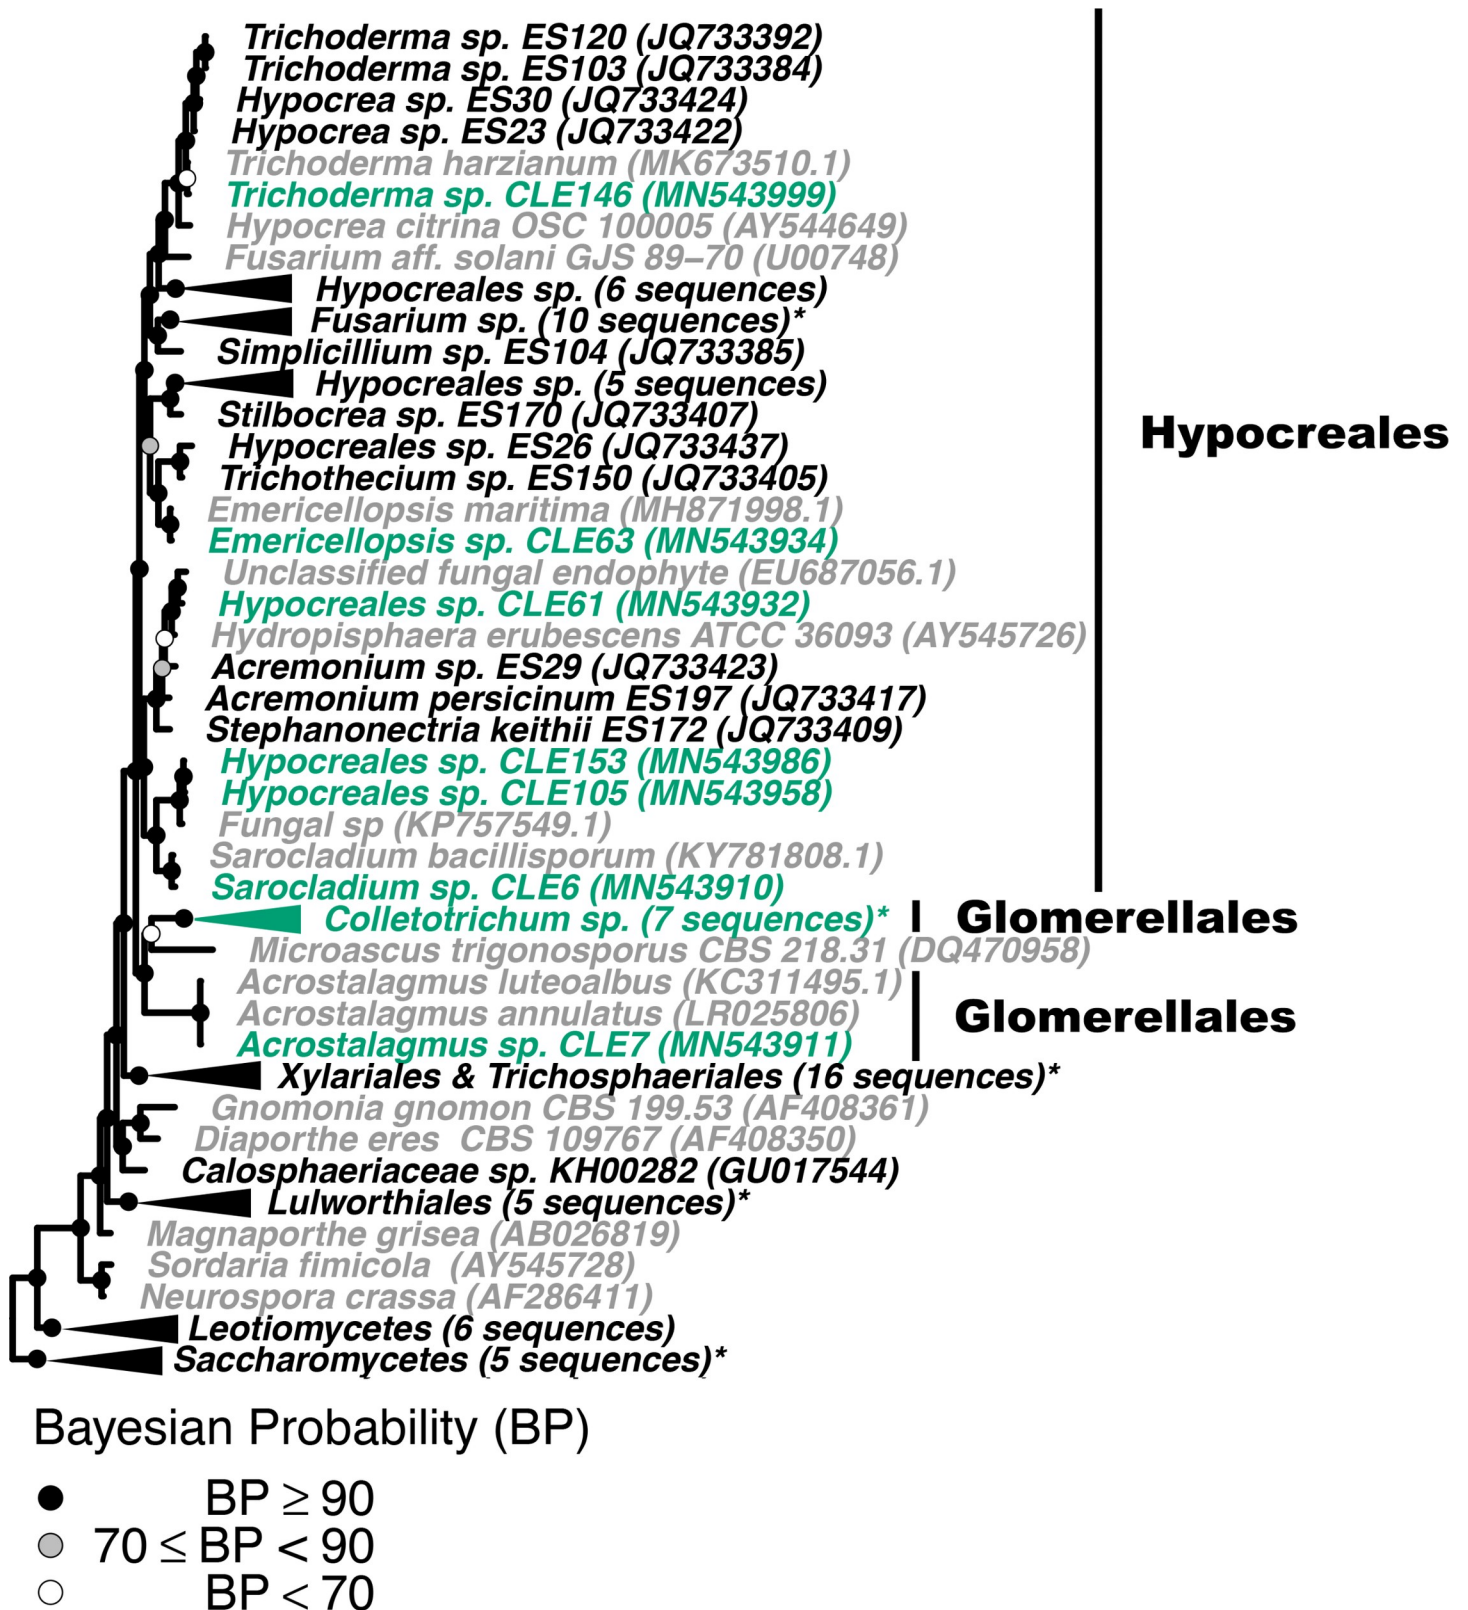 Trichoderma sp. ES120 (JQ733392)
Trichoderma sp. ES103 (JQ733384)
Hypocrea sp. ES30 (JQ733424)
Hypocrea sp. ES23 (JQ733422)
Trichoderma harzianum (MK673510.1)
Trichoderma sp. CLE146 (MN543999)
Hypocrea citrina OSC 100005 (AY544649)
Fusarium aff. solani GJS 89–70 (U00748)
Hypocreales sp. (6 sequences)
Fusarium sp. (10 sequences)*
Simplicillium sp. ES104 (JQ733385)
Hypocreales sp. (5 sequences)
Stilbocrea sp. ES170 (JQ733407)
Hypocreales
Hypocreales sp. ES26 (JQ733437)
Trichothecium sp. ES150 (JQ733405)
Emericellopsis maritima (MH871998.1)
Emericellopsis sp. CLE63 (MN543934)
Unclassified fungal endophyte (EU687056.1)
Hypocreales sp. CLE61 (MN543932)
Hydropisphaera erubescens ATCC 36093 (AY545726)
Acremonium sp. ES29 (JQ733423)
Acremonium persicinum ES197 (JQ733417)
Stephanonectria keithii ES172 (JQ733409)
Hypocreales sp. CLE153 (MN543986)
Hypocreales sp. CLE105 (MN543958)
Fungal sp (KP757549.1)
Sarocladium bacillisporum (KY781808.1)
Sarocladium sp. CLE6 (MN543910)
Colletotrichum sp. (7 sequences)* Glomerellales
Microascus trigonosporus CBS 218.31 (DQ470958)
Acrostalagmus luteoalbus (KC311495.1)
Acrostalagmus annulatus (LR025806) Glomerellales
Acrostalagmus sp. CLE7 (MN543911)
Xylariales & Trichosphaeriales (16 sequences)*
Gnomonia gnomon CBS 199.53 (AF408361)
Diaporthe eres CBS 109767 (AF408350)
Calosphaeriaceae sp. KH00282 (GU017544)
Lulworthiales (5 sequences)*
Magnaporthe grisea (AB026819)
Sordaria fimicola (AY545728)
Neurospora crassa (AF286411)
Leotiomycetes (6 sequences)
Saccharomycetes (5 sequences)*
Bayesian Probability (BP)
BP ≥ 90
70 ≤ BP < 90
BP < 70